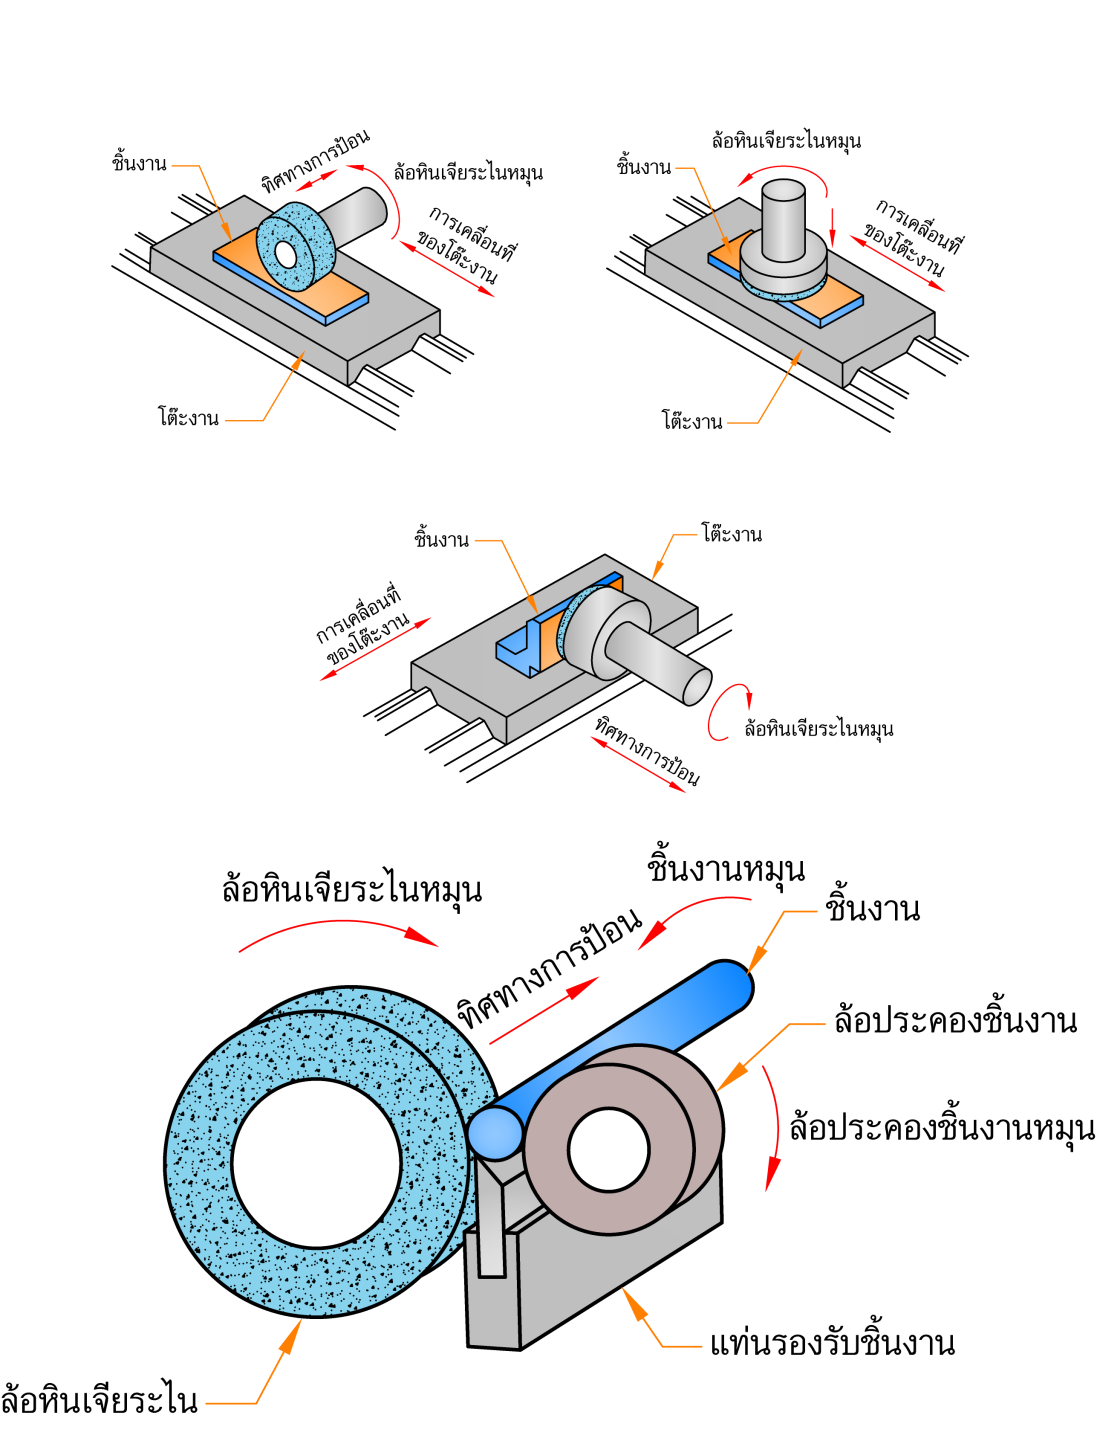 ชิ้นงาน
ทิศทางการป้อน
ล้อหินเจียระไนหมุน
การเคลื่อนที่
ของโต๊ะงาน
โต๊ะงาน
ล้อหินเจียระไนหมุน
ชิ้นงาน
การเคลื่อนที่
ของโต๊ะงาน
โต๊ะงาน
ชิ้นงาน
โต๊ะงาน
การเคลื่อนที่
ของโต๊ะงาน
ล้อหินเจียระไนหมุน
ทิศทางการป้อน
ล้อหินเจียระไนหมุน
ชิ้นงานหมุน
ชิ้นงาน
ทิศทางการป้อน
ล้อประคองชิ้นงาน
ล้อประคองชิ้นงานหมุน
แท่นรองรับชิ้นงาน
ล้อหินเจียระไน